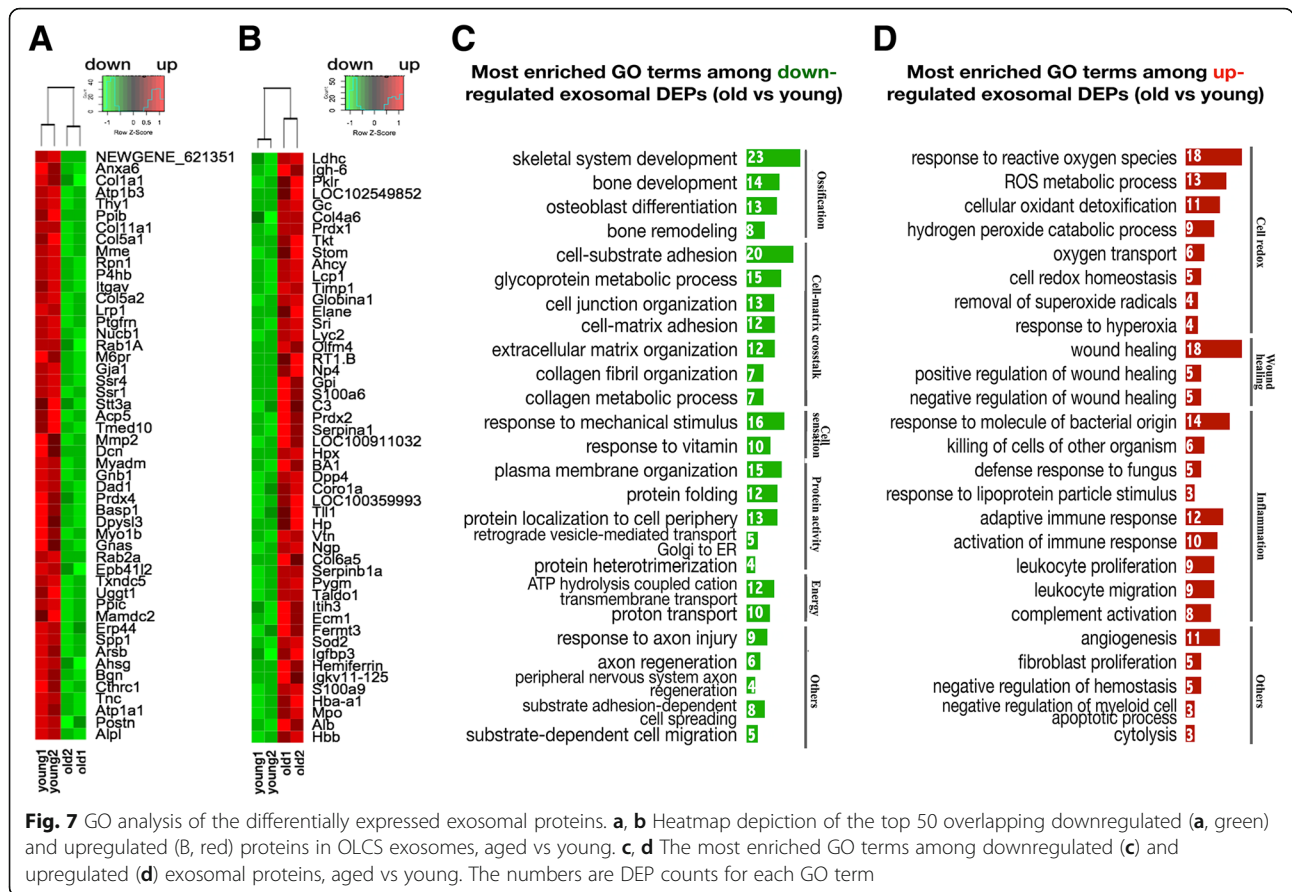 A
down up
Count
0 20 40
-1 0 0.5 1
Row Z-Score
NEWGENE_621351
Anxa6
Col1a1
Atp1b3
Thy1
Ppib
Col11a1
Col5a1
Mme
Rpn1
P4hb
Itgav
Col5a2
Lrp1
Ptgfrn
Nucb1
Rab1A
M6pr
Gja1
Ssr4
Ssr1
Stt3a
Acp5
Tmed10
Mmp2
Dcn
Myadm
Gnb1
Dad1
Prdx4
Basp1
Dpysl3
Myo1b
Gnas
Rab2a
Epb41l2
Txndc5
Uggt1
Ppic
Mamdc2
Erp44
Spp1
Arsb
Ahsg
Bgn
Cthrc1
Tnc
Atp1a1
Postn
Alpl
young1
young2
old2
old1
B
down up
Count
-1 0 1
Row Z-Score
Ldhc
Igh-6
Pklr
LOC102549852
Gc
Col4a6
Prdx1
Tkt
Stom
Ahcy
Lcp1
Timp1
Globina1
Elane
Sri
Lyc2
Olfm4
RT1.B
Np4
Gpi
S100a6
C3
Prdx2
Serpina1
LOC100911032
Hpx
BA1
Dpp4
Coro1a
LOC100359993
Tll1
Hp
Vtn
Ngp
Col6a5
Serpinb1a
Pygm
Taldo1
Itih3
Ecm1
Fermt3
Sod2
Igfbp3
Hemiferrin
Igkv11-125
S100a9
Hba-a1
Mpo
Alb
Hbb
young1
young2
old1
old2
C
Most enriched GO terms among down-
regulated exosomal DEPs (old vs young)
skeletal system development 23
bone development 14
osteoblast differentiation 13
bone remodeling 8
Ossification
cell-substrate adhesion 20
glycoprotein metabolic process 15
cell junction organization 13
cell-matrix adhesion 12
extracellular matrix organization 12
collagen fibril organization 7
collagen metabolic process 7
Cell-matrix crosstalk
response to mechanical stimulus 16
response to vitamin 10
Cell
sensation
plasma membrane organization 15
protein folding 12
protein localization to cell periphery 13
retrograde vesicle-mediated transport
Golgi to ER 5
protein heterotrimerization 4
Protein activity
ATP hydrolysis coupled cation
transmembrane transport 12
proton transport 10
Energy
response to axon injury 9
axon regeneration 6
peripheral nervous system axon
regeneration 4
substrate adhesion-dependent
cell spreading 8
substrate-dependent cell migration 5
Others
D
Most enriched GO terms among up-
regulated exosomal DEPs (old vs young)
response to reactive oxygen species 18
ROS metabolic process 13
cellular oxidant detoxification 11
hydrogen peroxide catabolic process 9
oxygen transport 6
cell redox homeostasis 5
removal of superoxide radicals 4
response to hyperoxia 4
Cell redox
wound healing 18
positive regulation of wound healing 5
negative regulation of wound healing 5
Wound
healing
response to molecule of bacterial origin 14
killing of cells of other organism 6
defense response to fungus 5
response to lipoprotein particle stimulus 3
adaptive immune response 12
activation of immune response 10
leukocyte proliferation 9
leukocyte migration 9
complement activation 8
Inflammation
angiogenesis 11
fibroblast proliferation 5
negative regulation of hemostasis 5
negative regulation of myeloid cell
apoptotic process 3
cytolysis 3
Others
Fig. 7 GO analysis of the differentially expressed exosomal proteins. a, b Heatmap depiction of the top 50 overlapping downregulated (a, green)
and upregulated (B, red) proteins in OLCS exosomes, aged vs young. c, d The most enriched GO terms among downregulated (c) and
upregulated (d) exosomal proteins, aged vs young. The numbers are DEP counts for each GO term